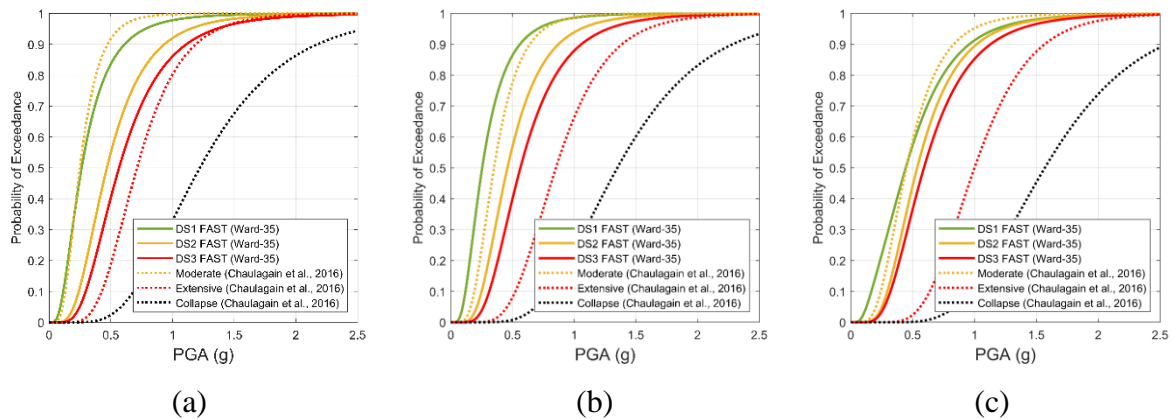 1
0.9
0.8
0.7
0.6
0.5
0.4
0.3
0.2
0.1
0
Probability of Exceedance
DS1 FAST (Ward-35)
DS2 FAST (Ward-35)
DS3 FAST (Ward-35)
Moderate (Chaulagain et al., 2016)
Extensive (Chaulagain et al., 2016)
Collapse (Chaulagain et al., 2016)
0 0.5 1 1.5 2 2.5
PGA (g)
(a)
1
0.9
0.8
0.7
0.6
0.5
0.4
0.3
0.2
0.1
0
Probability of Exceedance
DS1 FAST (Ward-35)
DS2 FAST (Ward-35)
DS3 FAST (Ward-35)
Moderate (Chaulagain et al., 2016)
Extensive (Chaulagain et al., 2016)
Collapse (Chaulagain et al., 2016)
0 0.5 1 1.5 2 2.5
PGA (g)
(b)
1
0.9
0.8
0.7
0.6
0.5
0.4
0.3
0.2
0.1
0
Probability of Exceedance
DS1 FAST (Ward-35)
DS2 FAST (Ward-35)
DS3 FAST (Ward-35)
Moderate (Chaulagain et al., 2016)
Extensive (Chaulagain et al., 2016)
Collapse (Chaulagain et al., 2016)
0 0.5 1 1.5 2 2.5
PGA (g)
(c)